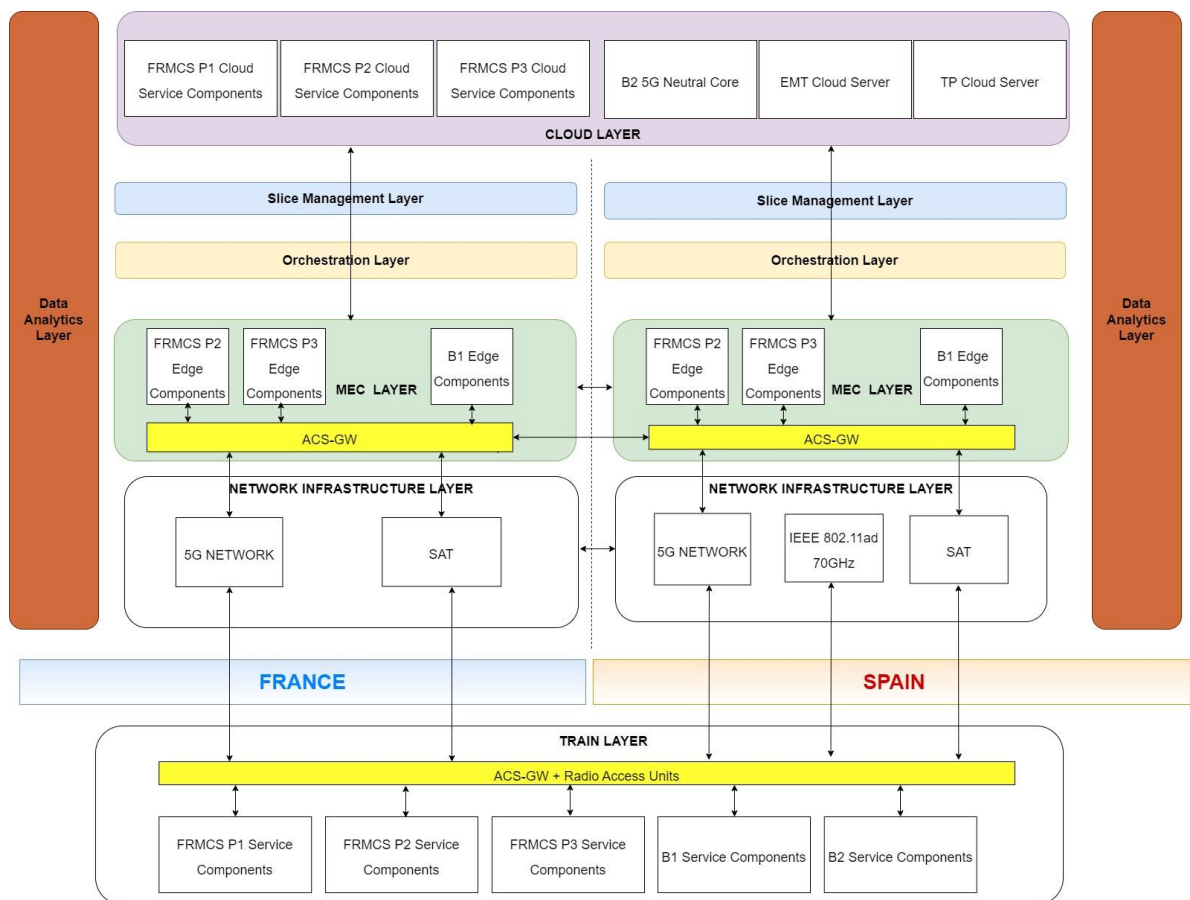 FRMCS P1 Cloud
Service Components
FRMCS P2 Cloud
Service Components
FRMCS P3 Cloud
Service Components
B2 5G Neutral Core
EMT Cloud Server
TP Cloud Server
CLOUD LAYER
Slice Management Layer
Slice Management Layer
Orchestration Layer
Orchestration Layer
Data
Analytics
Layer
Data
Analytics
Layer
FRMCS P2
Edge
Components
FRMCS P3
Edge
Components
B1 Edge
Components
MEC LAYER
ACS-GW
FRMCS P2
Edge
Components
FRMCS P3
Edge
Components
B1 Edge
Components
MEC LAYER
ACS-GW
NETWORK INFRASTRUCTURE LAYER
5G NETWORK
SAT
NETWORK INFRASTRUCTURE LAYER
5G NETWORK
IEEE 802.11ad
70GHz
SAT
FRANCE
SPAIN
TRAIN LAYER
ACS-GW + Radio Access Units
FRMCS P1 Service
Components
FRMCS P2 Service
Components
FRMCS P3 Service
Components
B1 Service Components
B2 Service Components